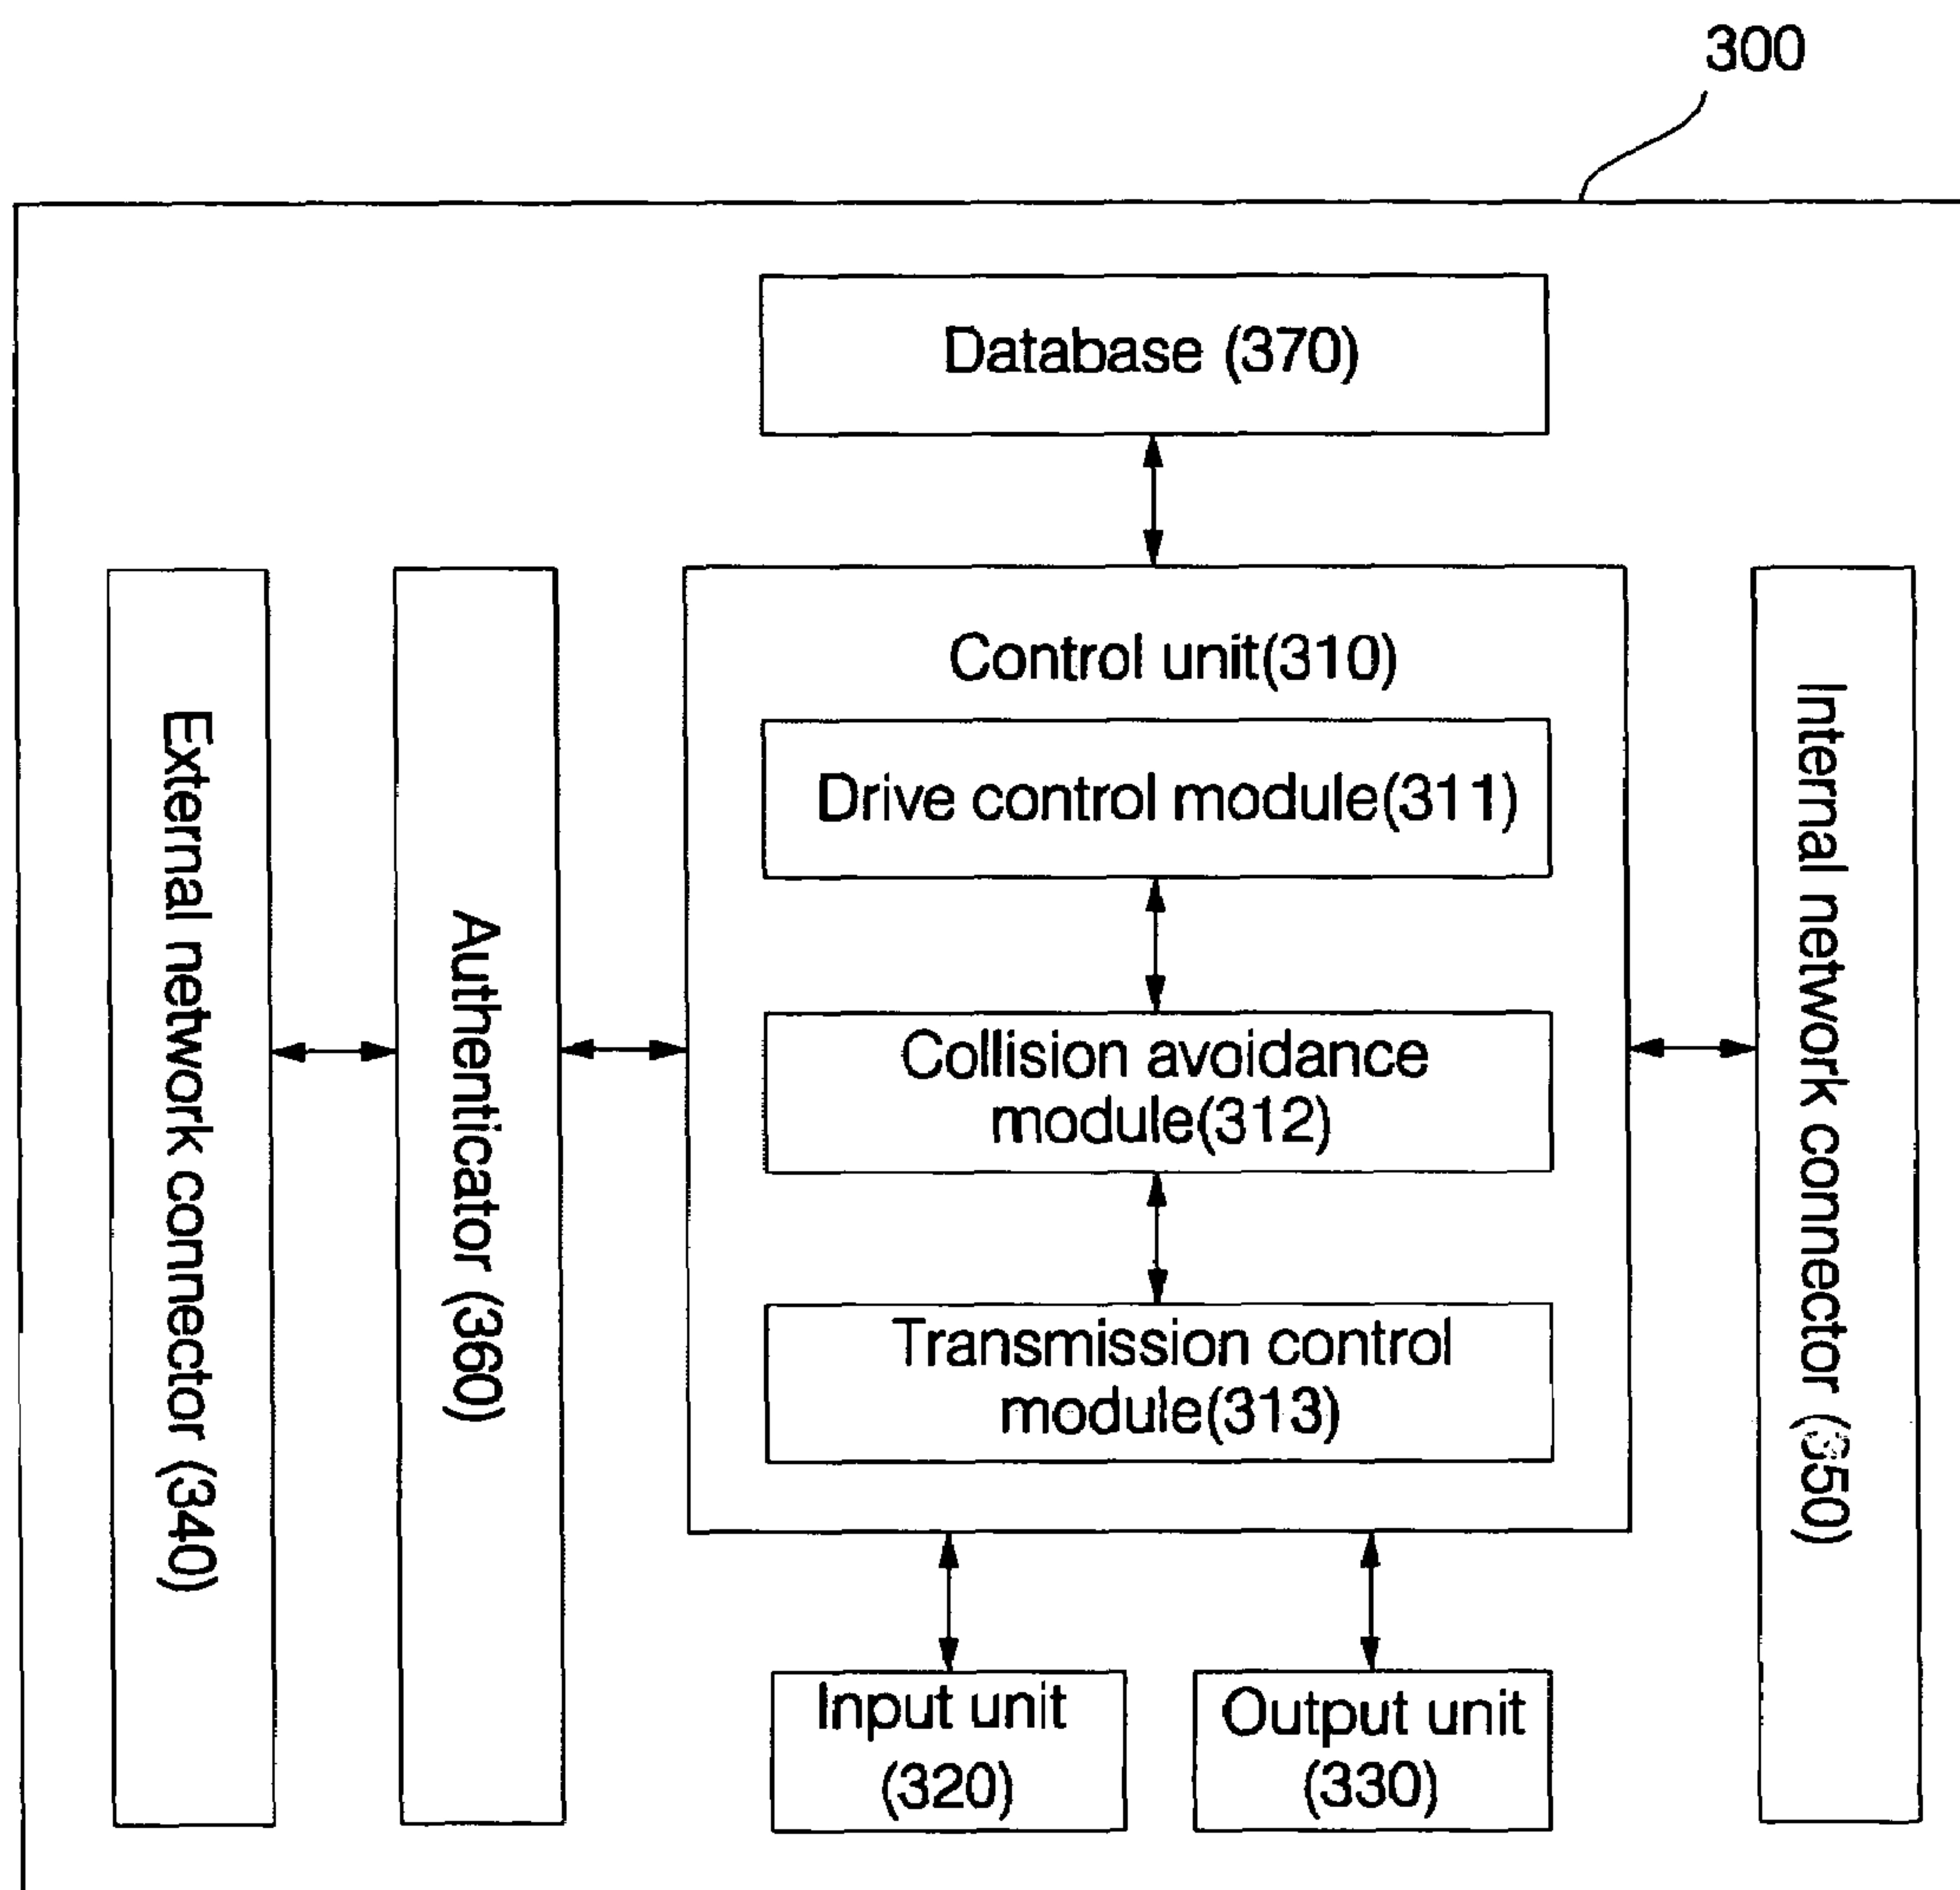 300
Database (370)
Control unit(310)
Drive control module(311)
Collision avoidance
module(312)
Transmission control
module(313)
External network connector (340)
Authenticator (360)
Internal network connector (350)
Input unit
(320)
Output unit
(330)